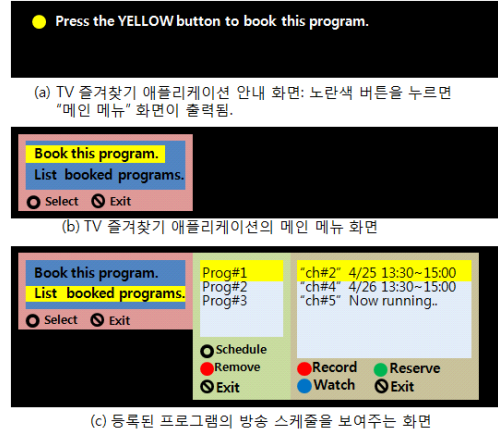 Press the YELLOW button to book this program.
(a) TV 즐겨찾기 애플리케이션 안내 화면: 노란색 버튼을 누르면
“메인 메뉴” 화면이 출력됨.
Book this program.
List booked programs.
Select Exit
(b) TV 즐겨찾기 애플리케이션의 메인 메뉴 화면
Book this program.
List booked programs.
Select Exit
Prog#1
Prog#2
Prog#3
Schedule
Remove
Exit
“ch#2” 4/25 13:30~15:00
“ch#4” 4/26 13:30~15:00
“ch#5” Now running..
Record Reserve
Watch Exit
(c) 등록된 프로그램의 방송 스케줄을 보여주는 화면